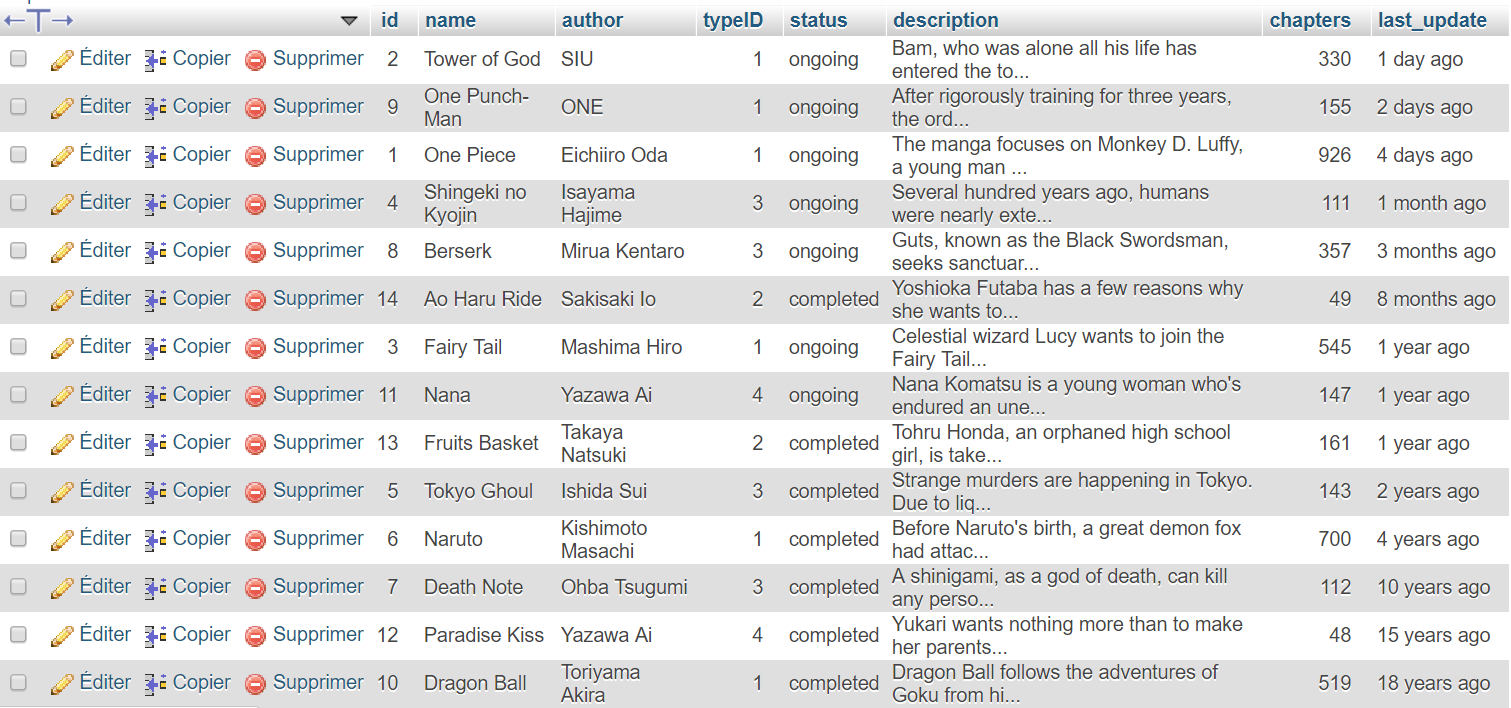 id name author typeID status description chapters last_update
Éditer Copier Supprimer 2 Tower of God SIU 1 ongoing Bam, who was alone all his life has 330 1 day ago
entered the to...
Éditer Copier Supprimer 9 One Punch- ONE 1 ongoing After rigorously training for three years, 155 2 days ago
Man the ord...
Éditer Copier Supprimer 1 One Piece Eichiiro Oda 1 ongoing The manga focuses on Monkey D. Luffy, 926 4 days ago
a young man ...
Éditer Copier Supprimer 4 Shingeki no Isayama 3 ongoing Several hundred years ago, humans 111 1 month ago
Kyojin Hajime were nearly exte...
Éditer Copier Supprimer 8 Berserk Mirua Kentaro 3 ongoing Guts, known as the Black Swordsman, 357 3 months ago
seeks sanctuar...
Éditer Copier Supprimer 14 Ao Haru Ride Sakisaki Io 2 completed Yoshioka Futaba has a few reasons why 49 8 months ago
she wants to...
Éditer Copier Supprimer 3 Fairy Tail Mashima Hiro 1 ongoing Celestial wizard Lucy wants to join the 545 1 year ago
Fairy Tail...
Éditer Copier Supprimer 11 Nana Yazawa Ai 4 ongoing Nana Komatsu is a young woman who's 147 1 year ago
endured an une...
Éditer Copier Supprimer 13 Fruits Basket Takaya 2 completed Tohru Honda, an orphaned high school 161 1 year ago
Natsuki girl, is take...
Éditer Copier Supprimer 5 Tokyo Ghoul Ishida Sui 3 completed Strange murders are happening in Tokyo. 143 2 years ago
Due to liq...
Éditer Copier Supprimer 6 Naruto Kishimoto 1 completed Before Naruto's birth, a great demon fox 700 4 years ago
Masachi had attac...
Éditer Copier Supprimer 7 Death Note Ohba Tsugumi 3 completed A shinigami, as a god of death, can kill 112 10 years ago
any perso...
Éditer Copier Supprimer 12 Paradise Kiss Yazawa Ai 4 completed Yukari wants nothing more than to make 48 15 years ago
her parents...
Éditer Copier Supprimer 10 Dragon Ball Toriyama 1 completed Dragon Ball follows the adventures of 519 18 years ago
Akira Goku from hi...